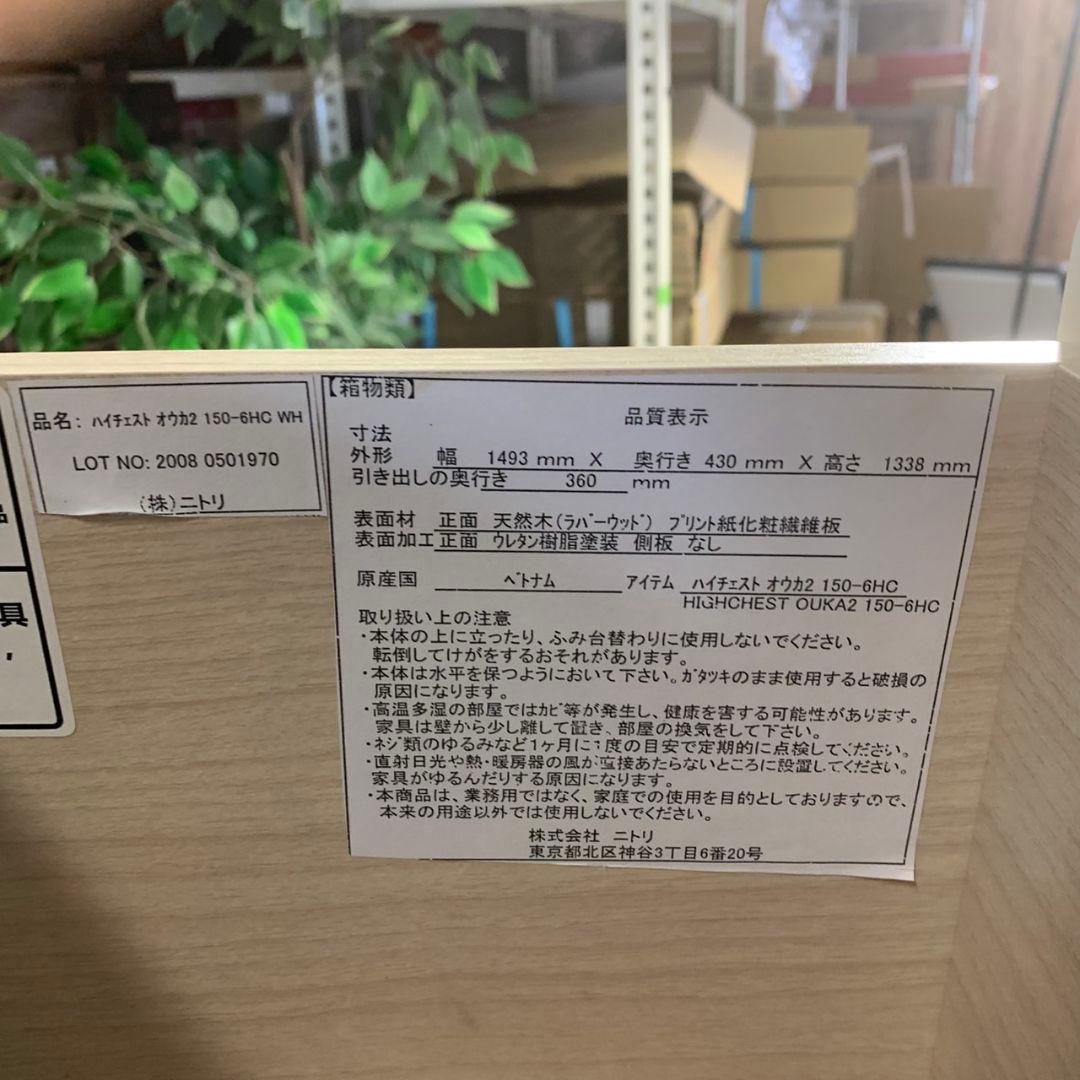 品名: ハイチェスト オウカ2 150-6HC WH
LOT NO: 2008 0501970
(株)ニトリ
品
具
,
【箱物類】
品質表示
寸法
外形 幅 1493 mm X 奥行き 430 mm X 高さ 1338 mm
引き出しの奥行き 360 mm
表面材 正面 天然木(ラバーウッド) プリント紙化粧繊維板
表面加工 正面 ウレタン樹脂塗装 側板 なし
原産国 ベトナム アイテム ハイチェスト オウカ2 150-6HC
HIGHCHEST OUKA2 150-6HC
取り扱い上の注意
・本体の上に立ったり、ふみ台替わりに使用しないでください。
転倒してけがをするおそれがあります。
・本体は水平を保つようにおいて下さい。ガタツキのまま使用すると破損の
原因になります。
・高温多湿の部屋ではカビ等が発生し、健康を害する可能性があります。
家具は壁から少し離して置き、部屋の換気をして下さい。
・ネジ類のゆるみなど1ヶ月に1度の目安で定期的に点検してください。
・直射日光や熱・暖房器の風が直接あたらないところに設置してください。
家具がゆるんだりする原因になります。
・本商品は、業務用ではなく、家庭での使用を目的としておりますので、
本来の用途以外では使用しないでください。
株式会社 ニトリ
東京都北区神谷3丁目6番20号